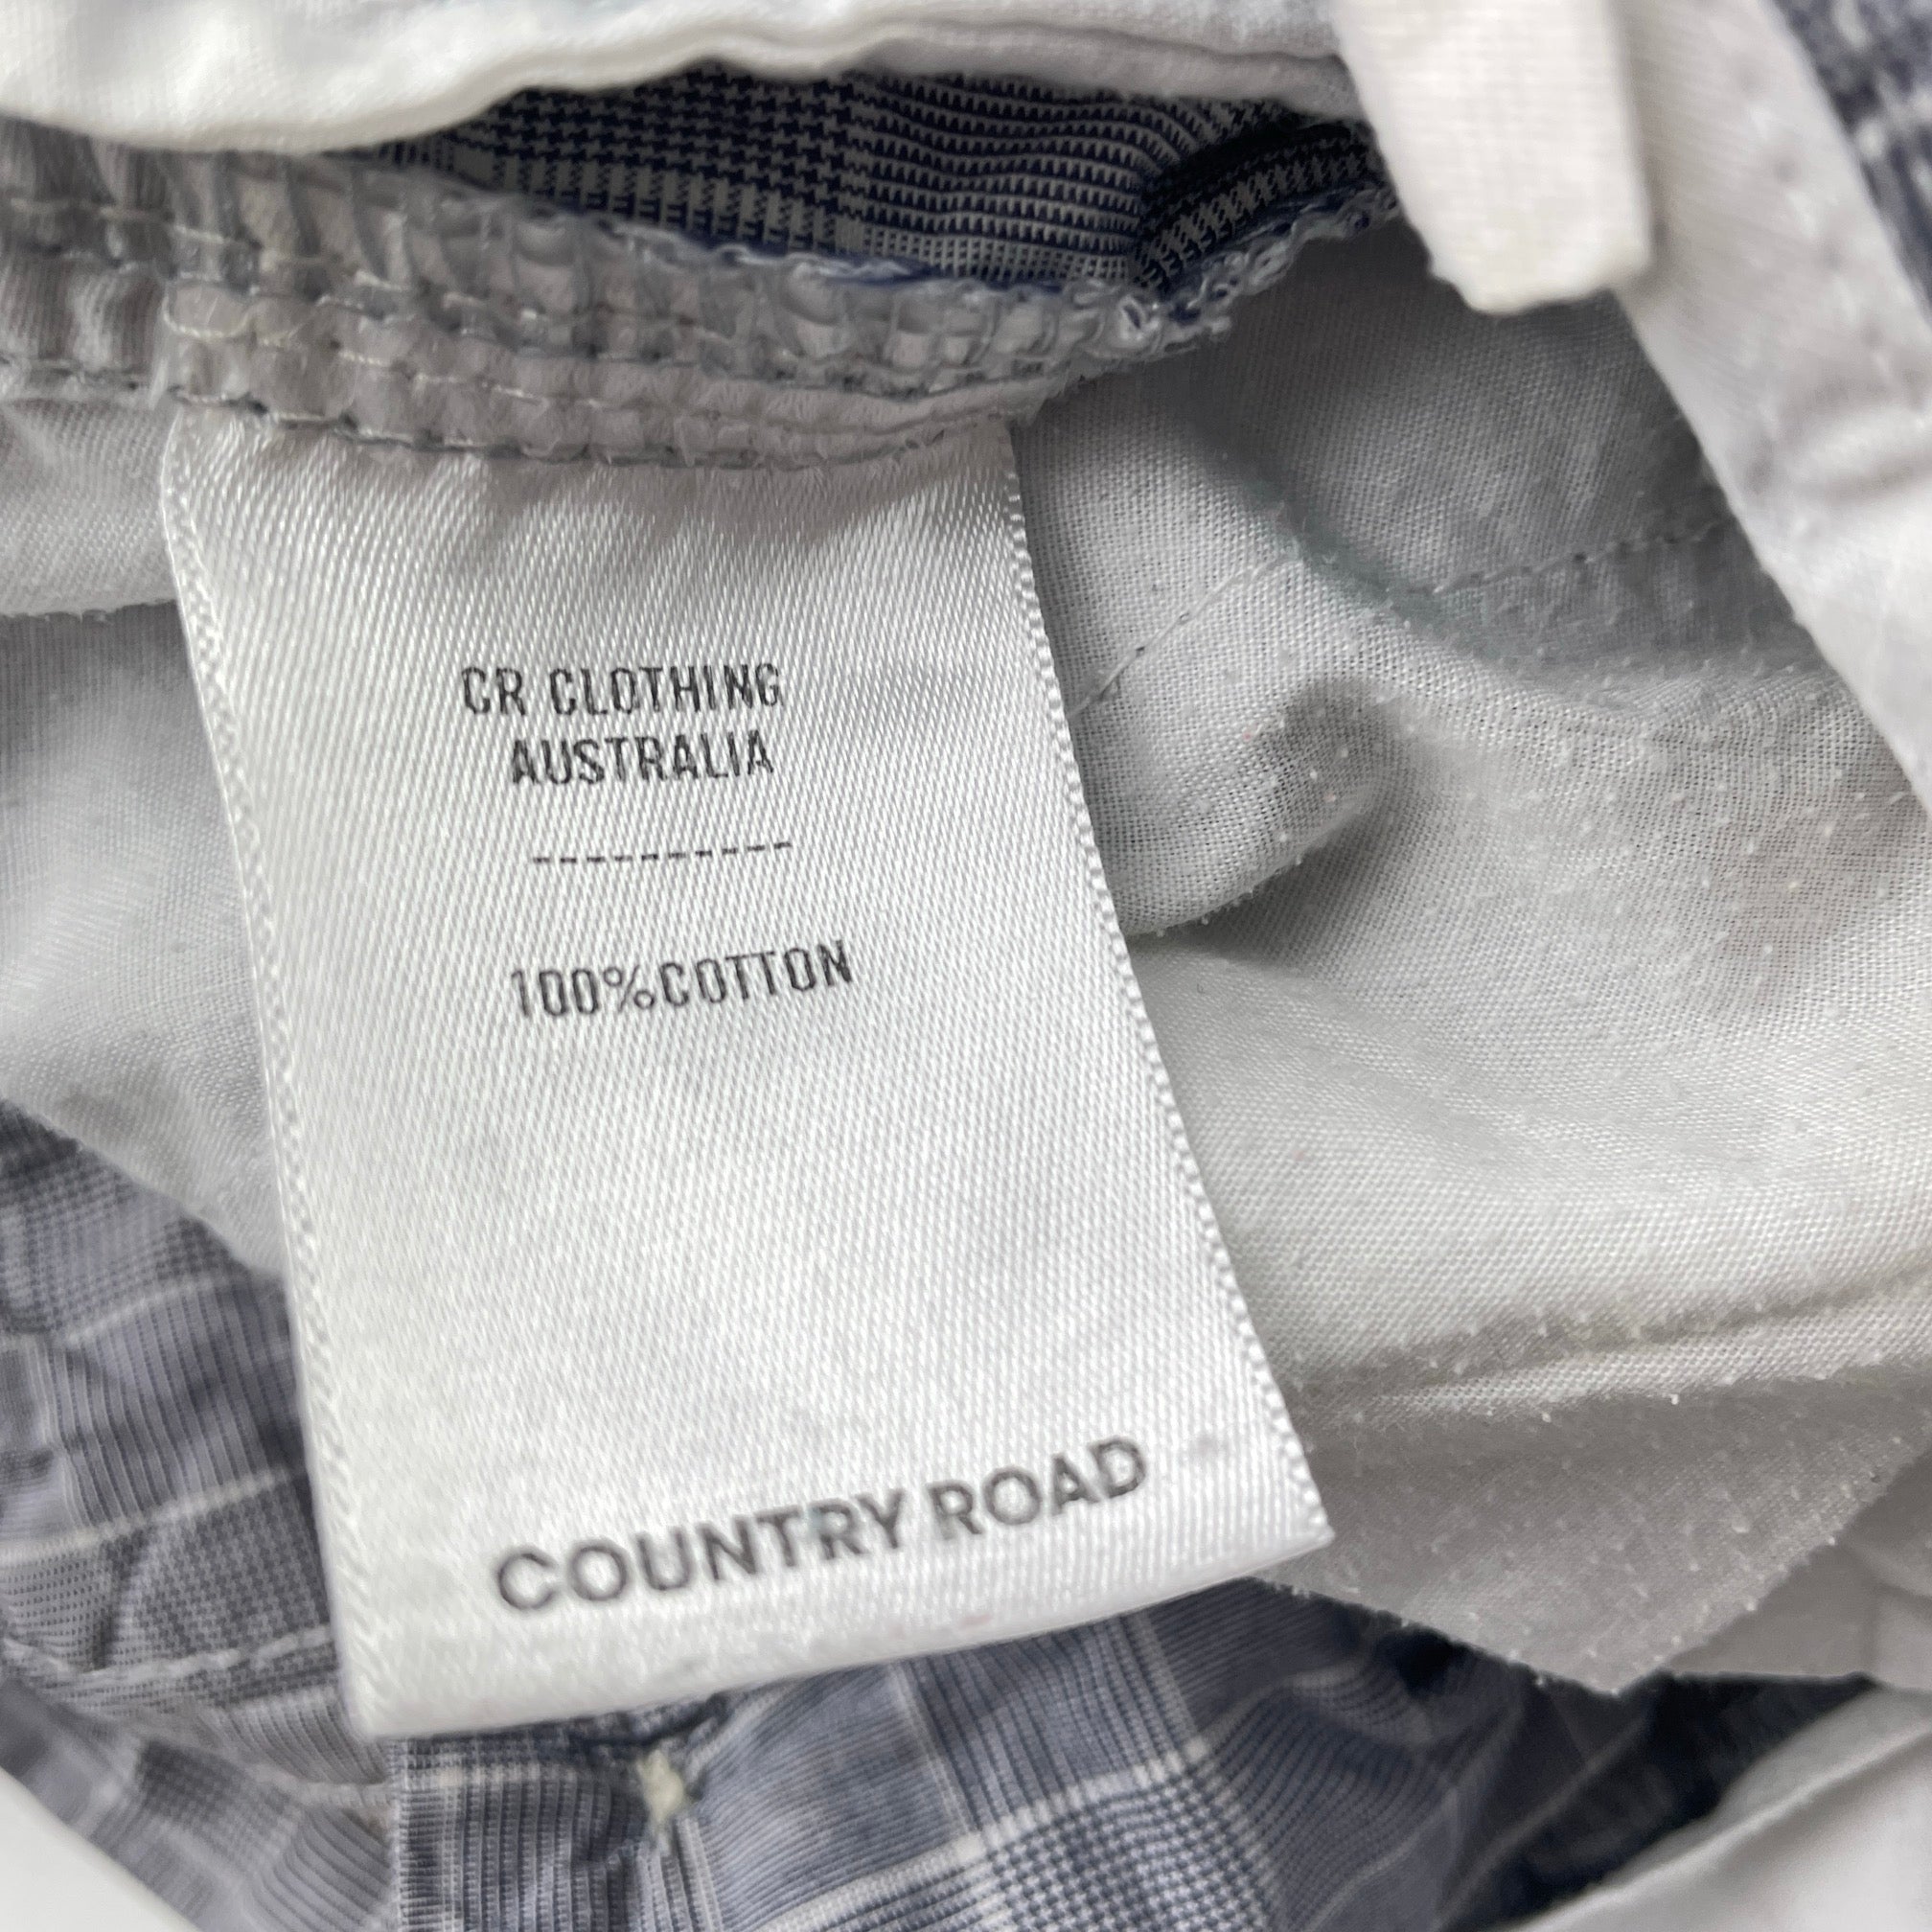 CR CLOTHING
AUSTRALIA
----------
100%COTTON
COUNTRY ROAD